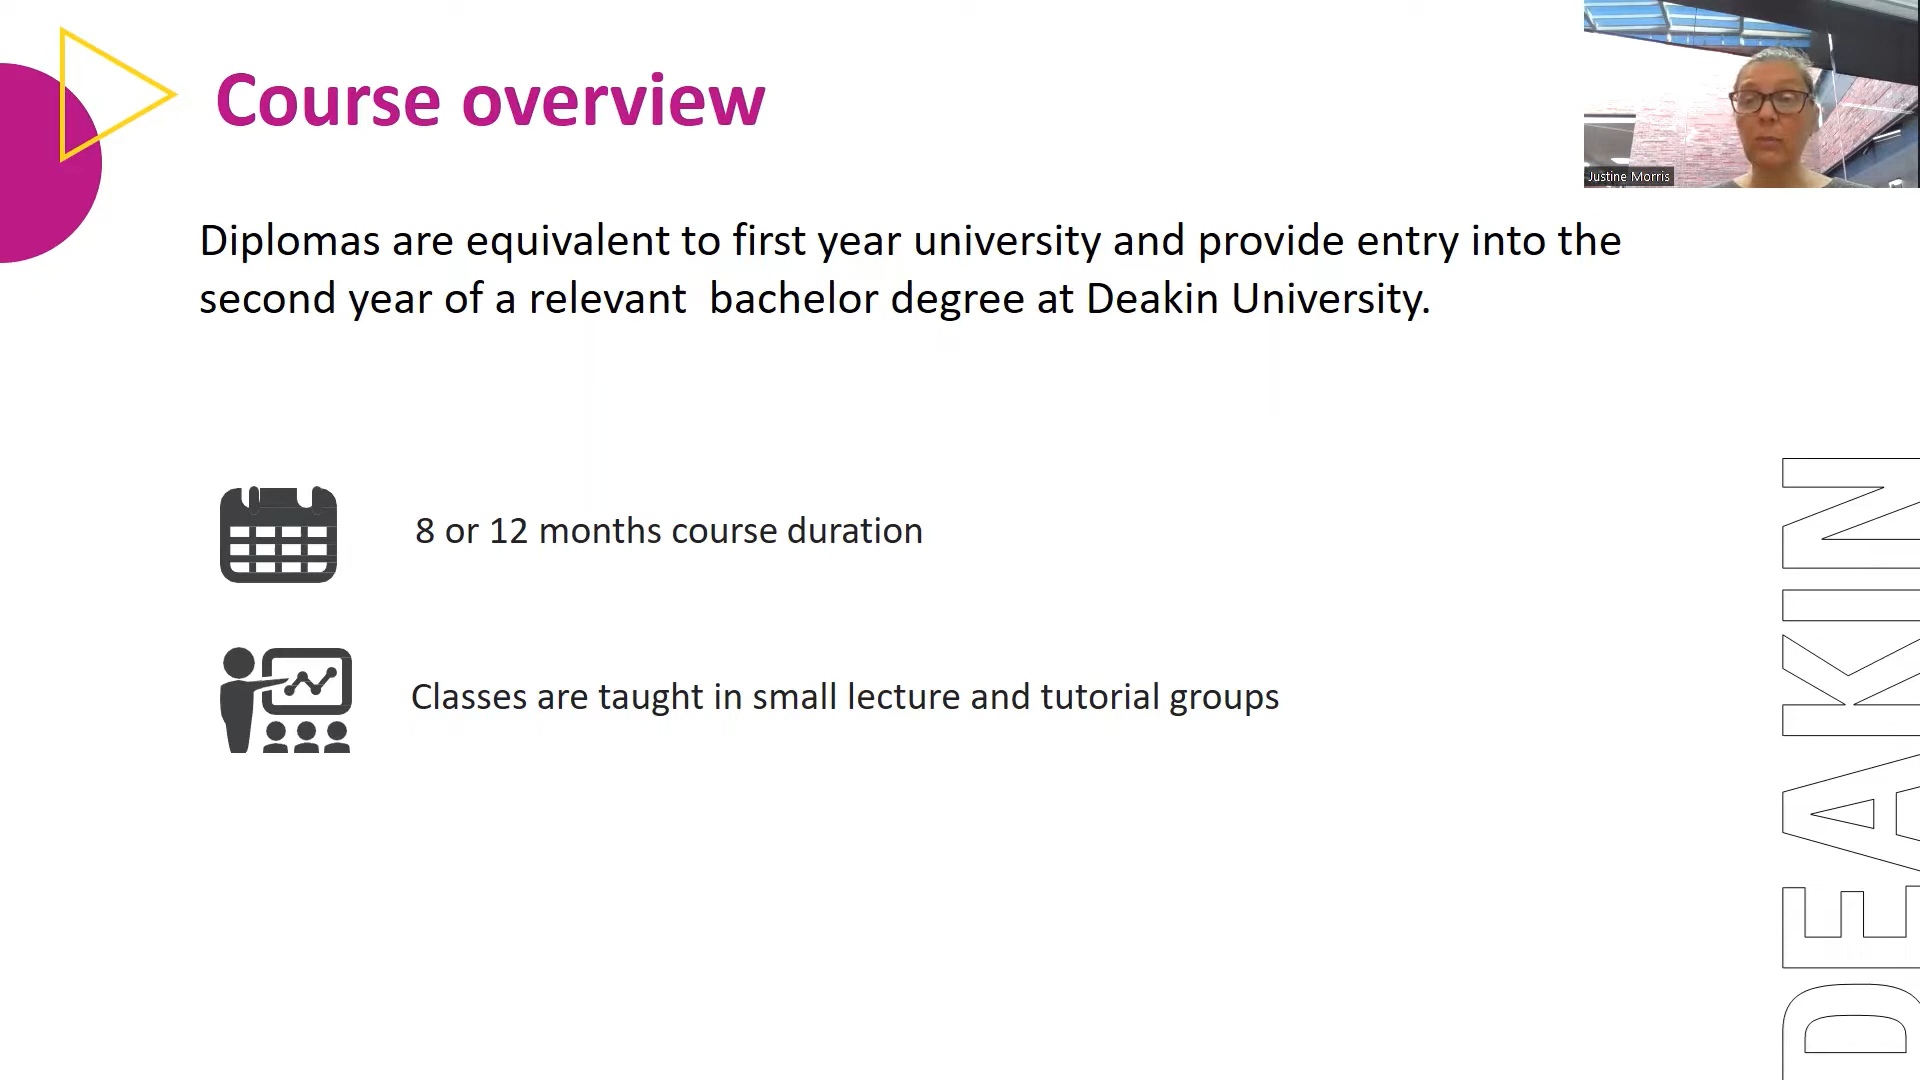 Course overview
Justine Morris
Diplomas are equivalent to first year university and provide entry into the
second year of a relevant  bachelor degree at Deakin University.
8 or 12 months course duration
Classes are taught in small lecture and tutorial groups
DEAKIN